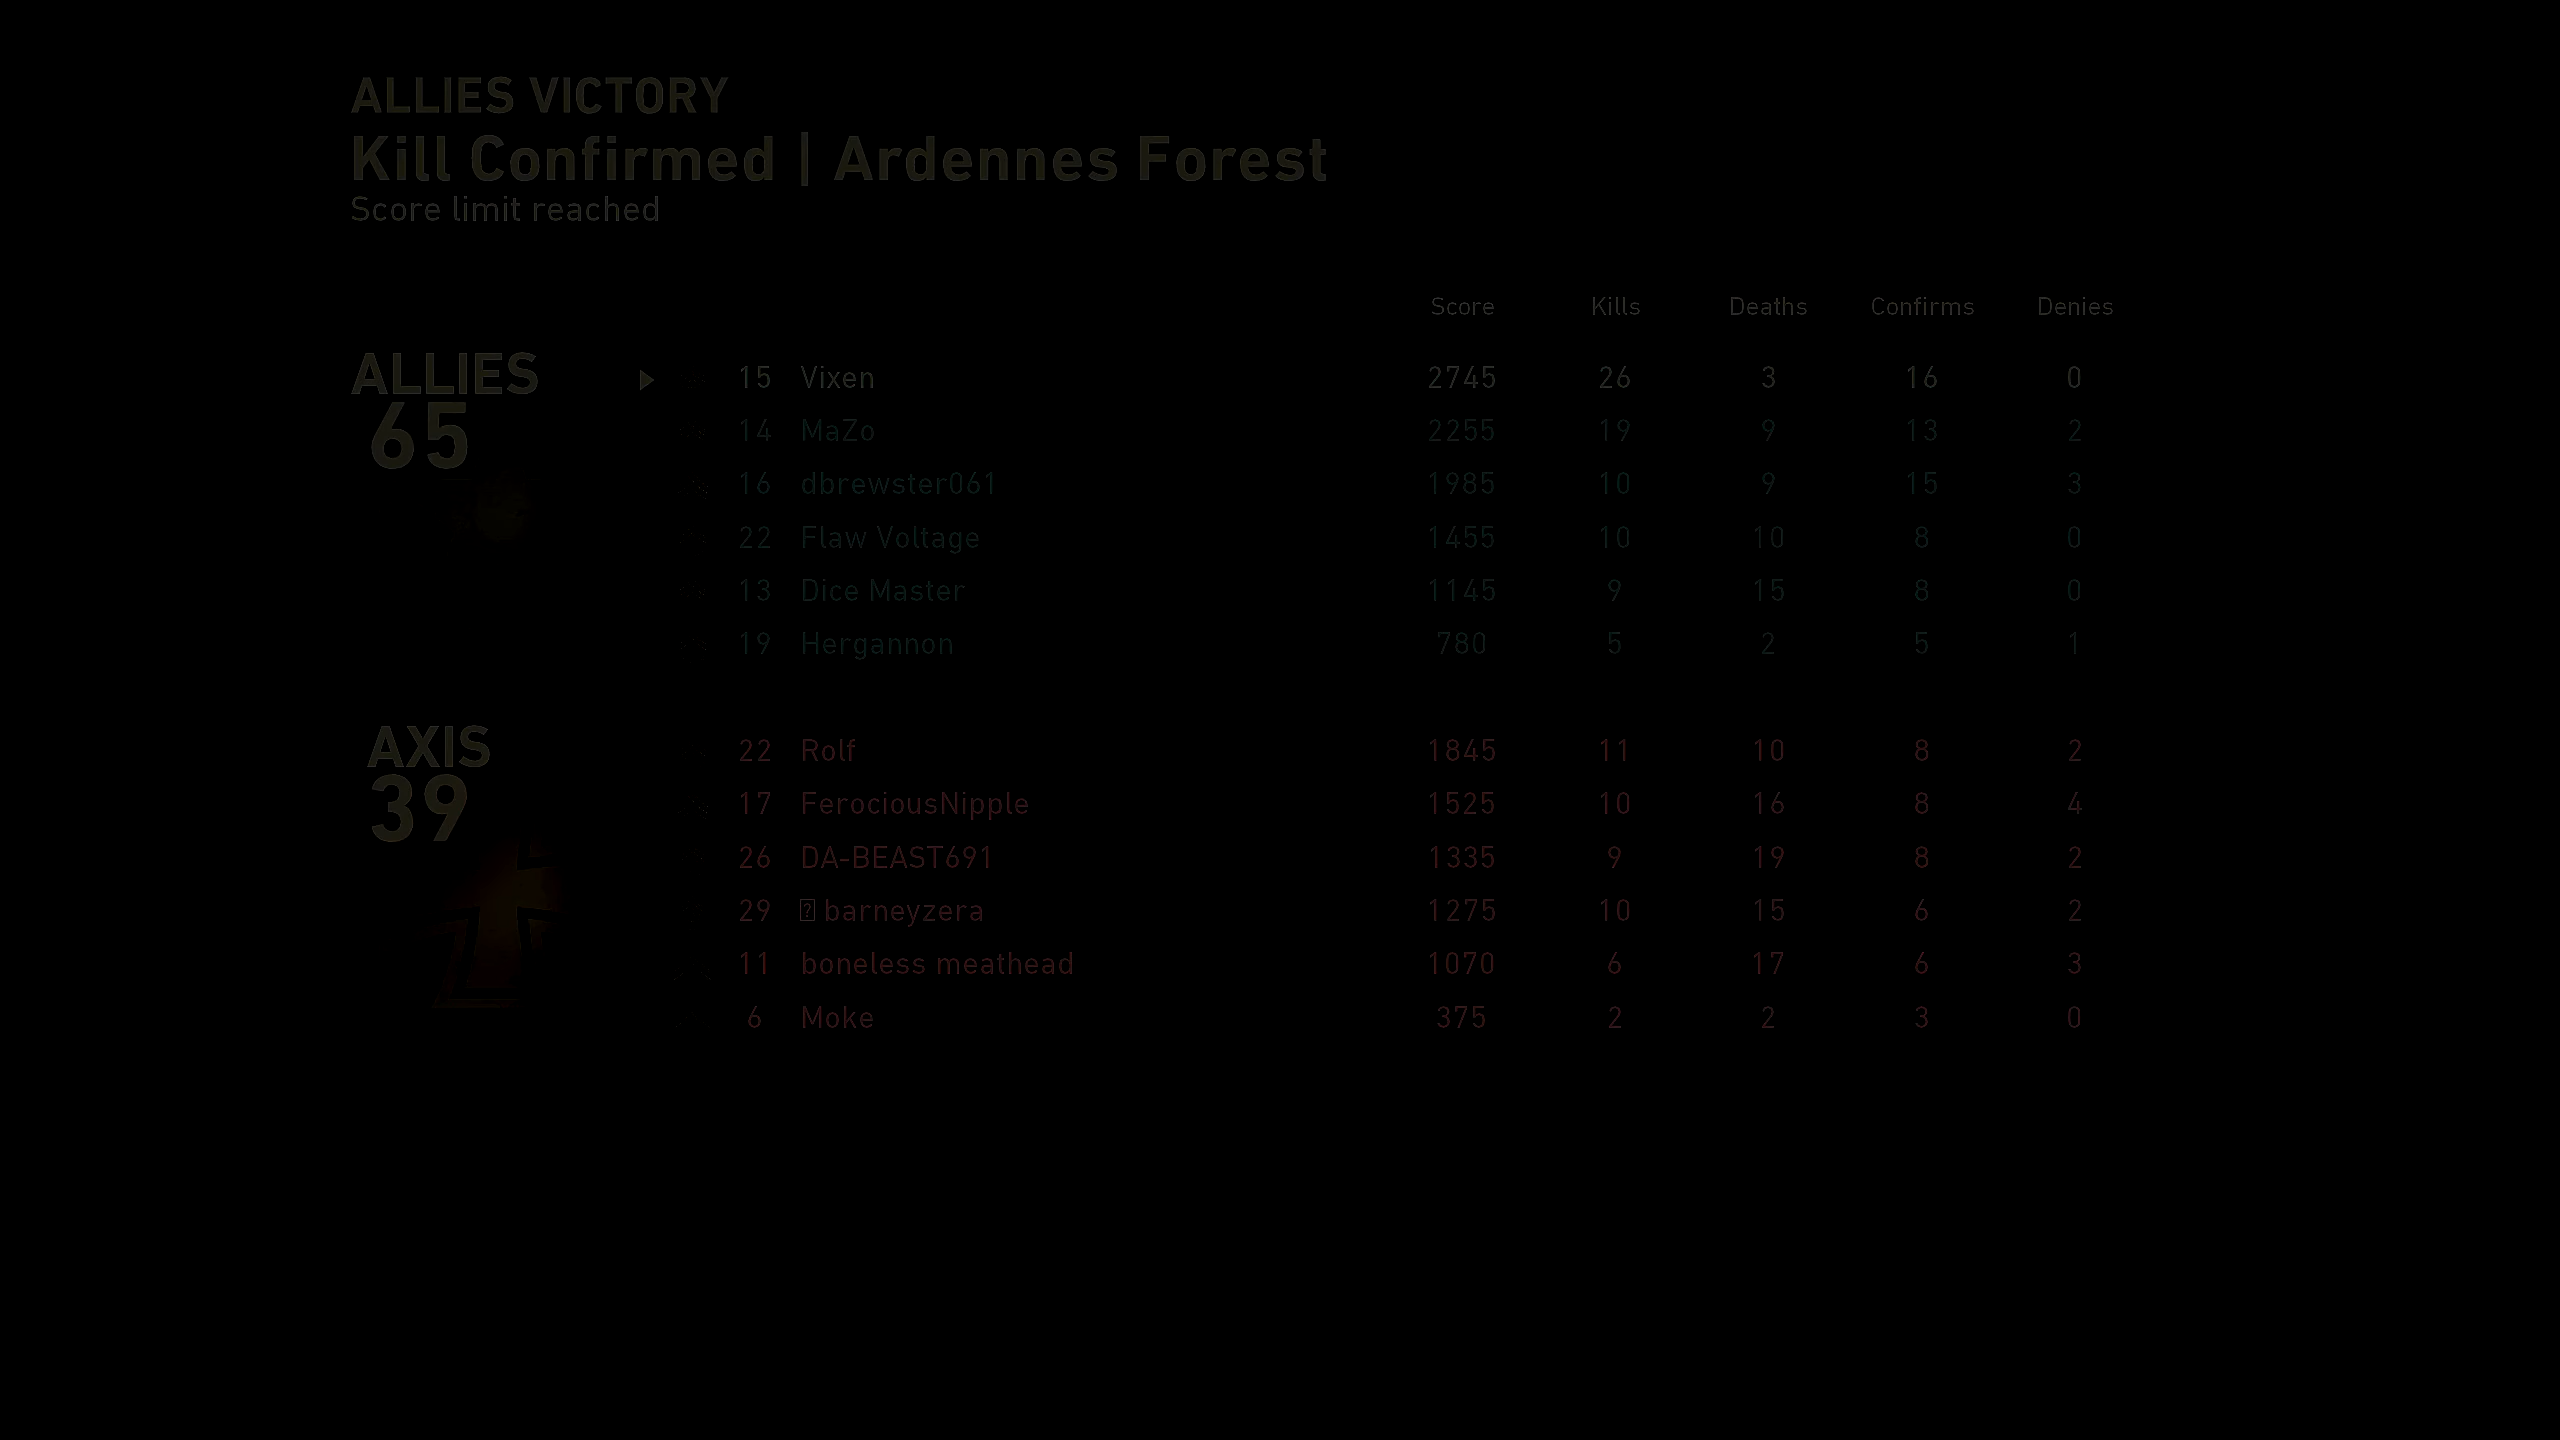 ALLIES VICTORY
Kill Confirmed | Ardennes Forest
Score limit reached
Score Kills Deaths Confirms Denies
ALLIES
65
15 Vixen 2745 26 3 16 0
14 MaZo 2255 19 9 13 2
16 dbrewster061 1985 10 9 15 3
22 Flaw Voltage 1455 10 10 8 0
13 Dice Master 1145 9 15 8 0
19 Hergannon 780 5 2 5 1
AXIS
39
22 Rolf 1845 11 10 8 2
17 FerociousNipple 1525 10 16 8 4
26 DA-BEAST691 1335 9 19 8 2
29 ? barneyzera 1275 10 15 6 2
11 boneless meathead 1070 6 17 6 3
6 Moke 375 2 2 3 0